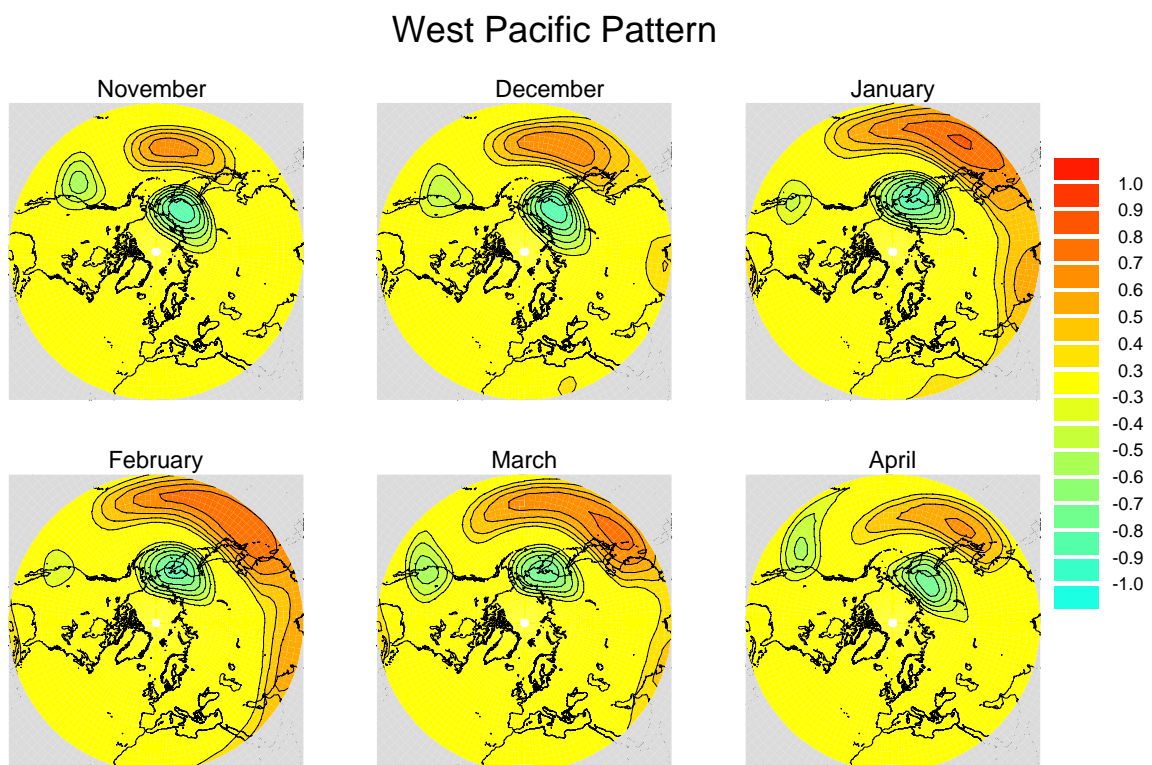 West Pacific Pattern
November
December
January
1.0
0.9
0.8
0.7
0.6
0.5
0.4
0.3
-0.3
-0.4
-0.5
-0.6
-0.7
-0.8
-0.9
-1.0
February
March
April